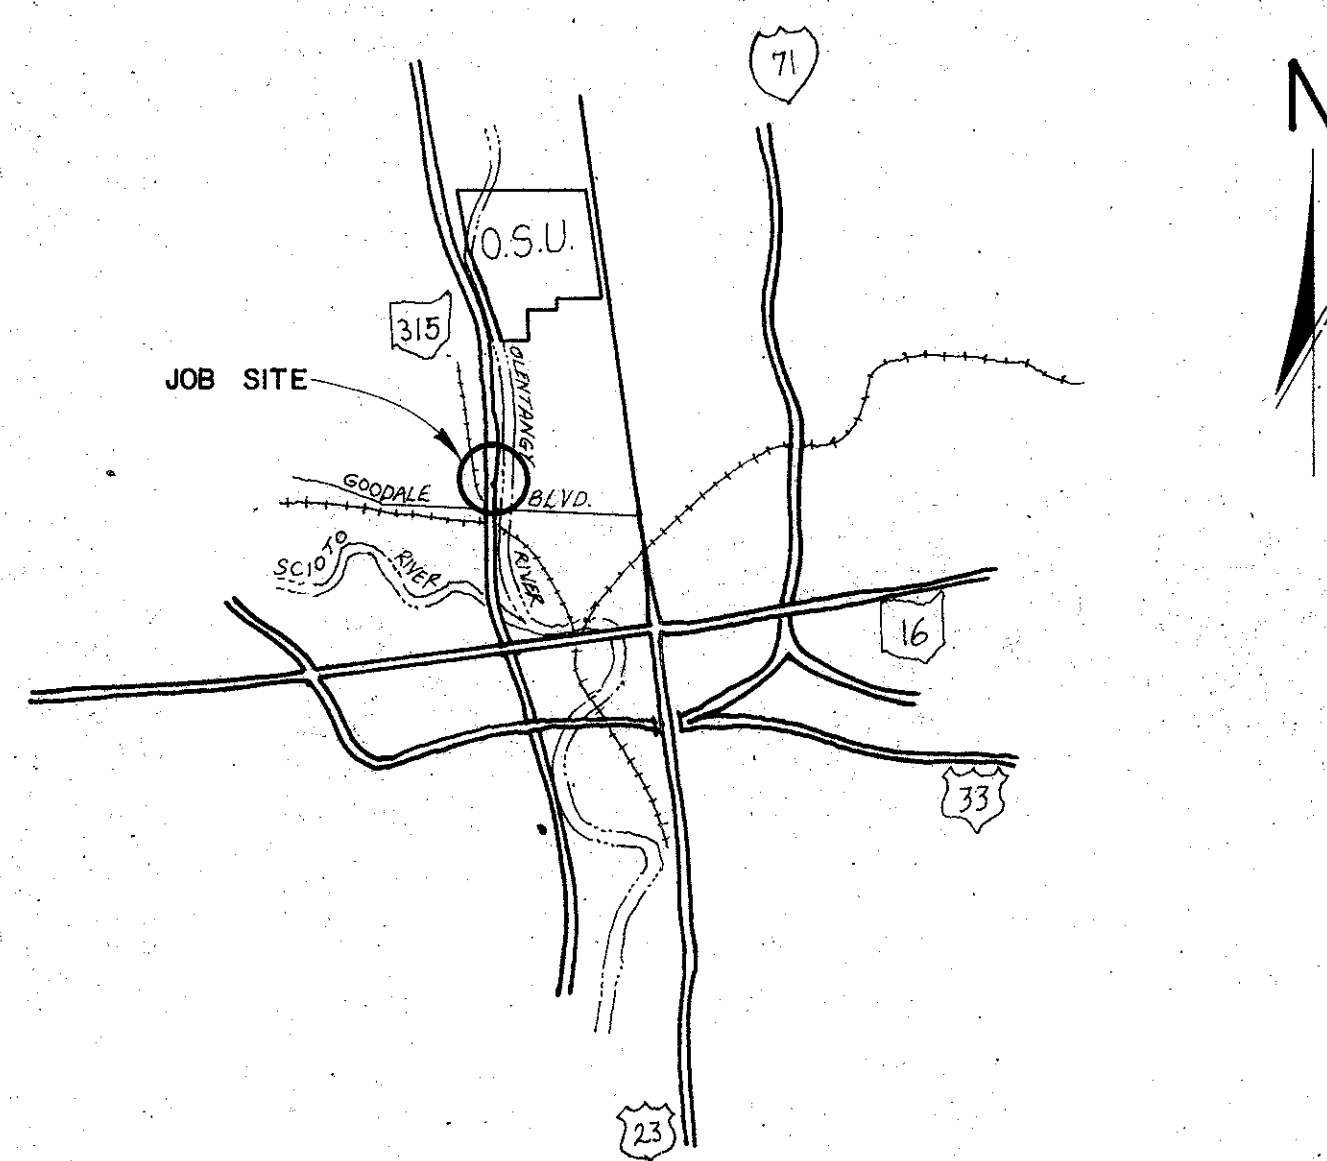 71
N
O.S.U.
315
JOB SITE
OLENTANGY
GOODALE
BLVD.
SCIOTO
RIVER
RIVER
16
33
23